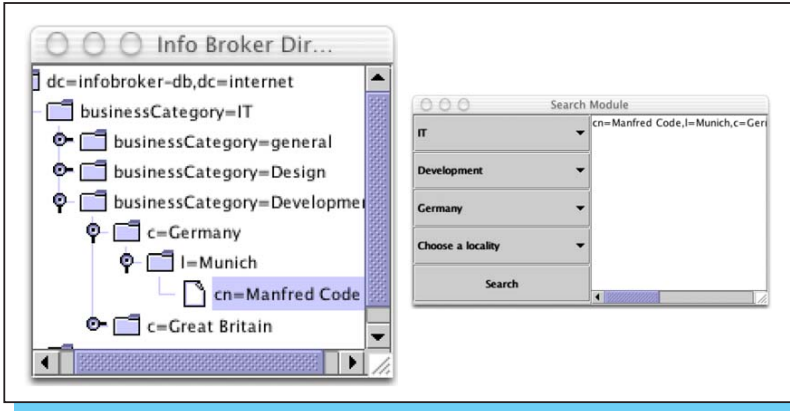 Info Broker Dir...
dc=infobroker-db,dc=internet
businessCategory=IT
businessCategory=general
businessCategory=Design
businessCategory=Developmer
c=Germany
l=Munich
cn=Manfred Code
c=Great Britain
Search Module
IT
Development
Germany
Choose a locality
Search
cn=Manfred Code,l=Munich,c=Geri